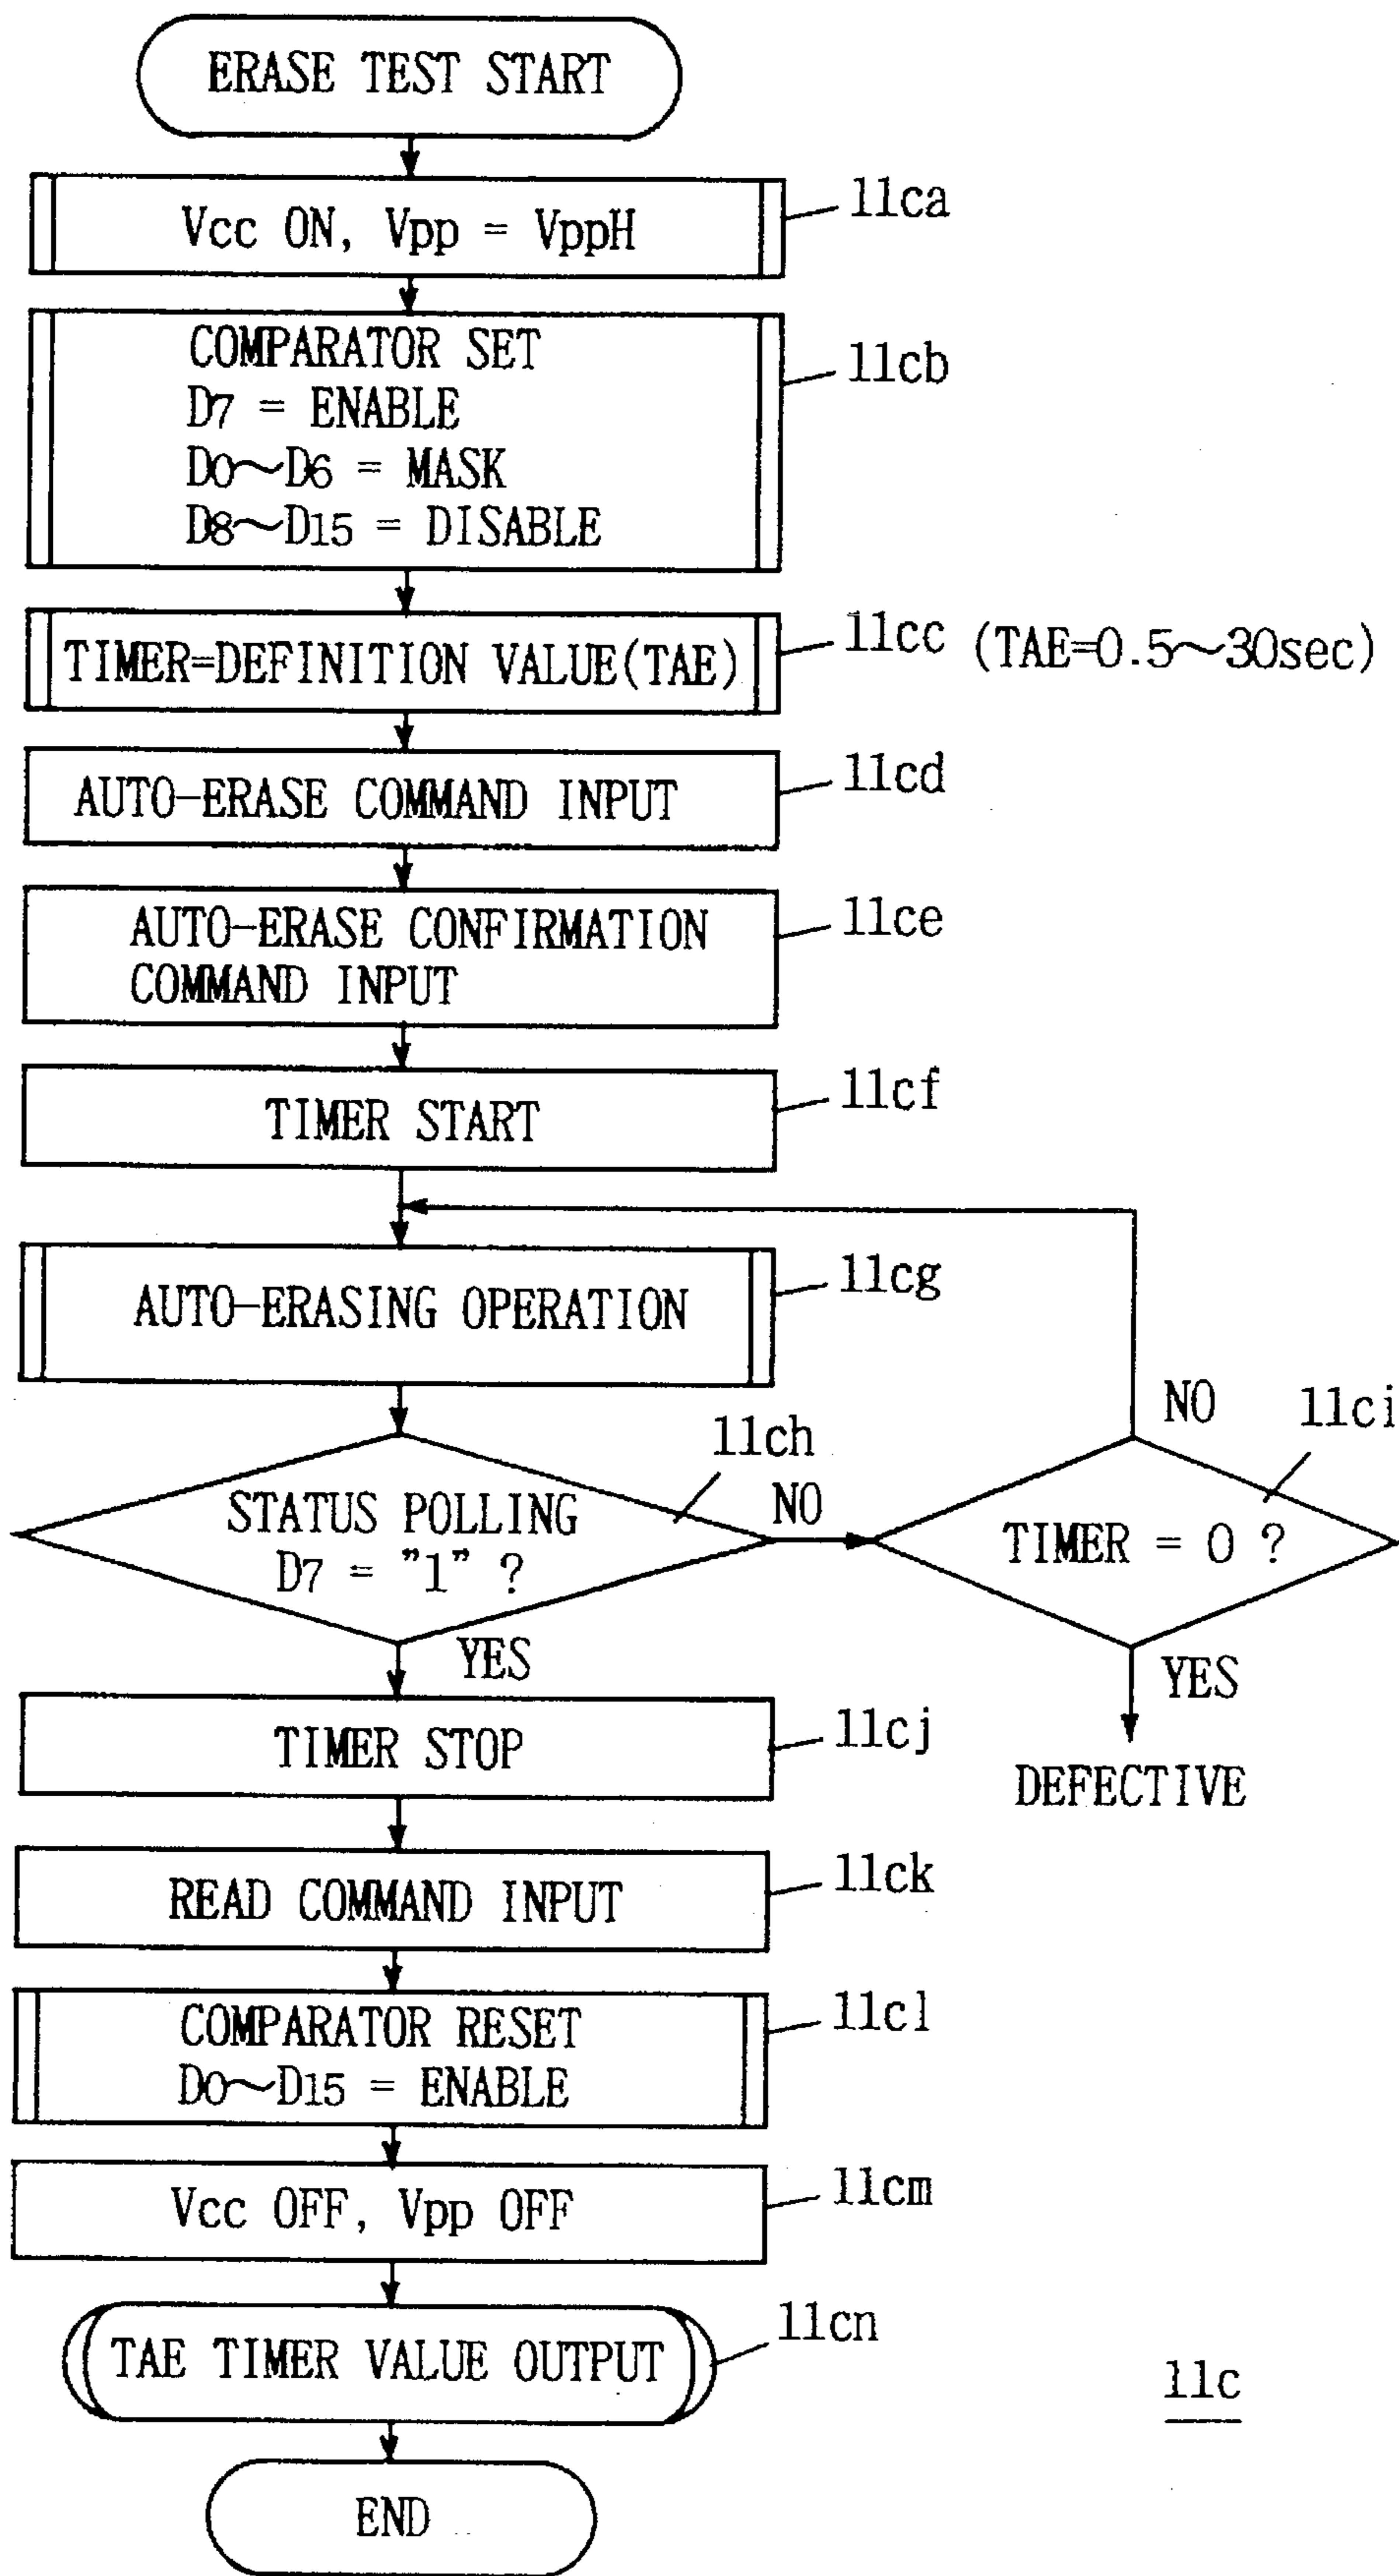 ERASE TEST START
Vcc ON, Vpp = VppH
11ca
COMPARATOR SET
D7 = ENABLE
D0~D6 = MASK
D8~D15 = DISABLE
11cb
TIMER=DEFINITION VALUE(TAE)
11cc (TAE=0.5~30sec)
AUTO-ERASE COMMAND INPUT
11cd
AUTO-ERASE CONFIRMATION
COMMAND INPUT
11ce
TIMER START
11cf
AUTO-ERASING OPERATION
11cg
STATUS POLLING
D7 = "1" ?
11ch
NO
YES
TIMER = 0 ?
11ci
NO
YES
DEFECTIVE
TIMER STOP
11cj
READ COMMAND INPUT
11ck
COMPARATOR RESET
D0~D15 = ENABLE
11cl
Vcc OFF, Vpp OFF
11cm
TAE TIMER VALUE OUTPUT
11cn
END
11c